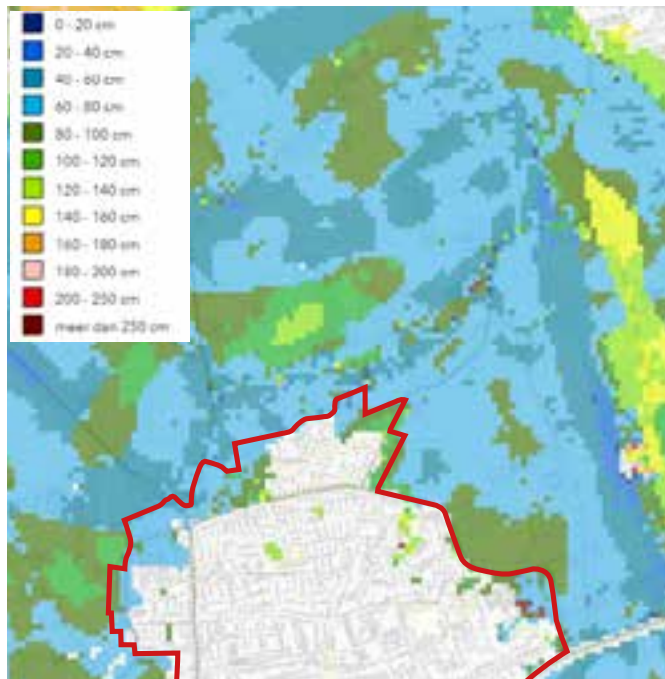 0 - 20 cm
20 - 40 cm
40 - 60 cm
60 - 80 cm
80 - 100 cm
100 - 120 cm
120 - 140 cm
140 - 160 cm
160 - 180 cm
180 - 200 cm
200 - 250 cm
meer dan 250 cm